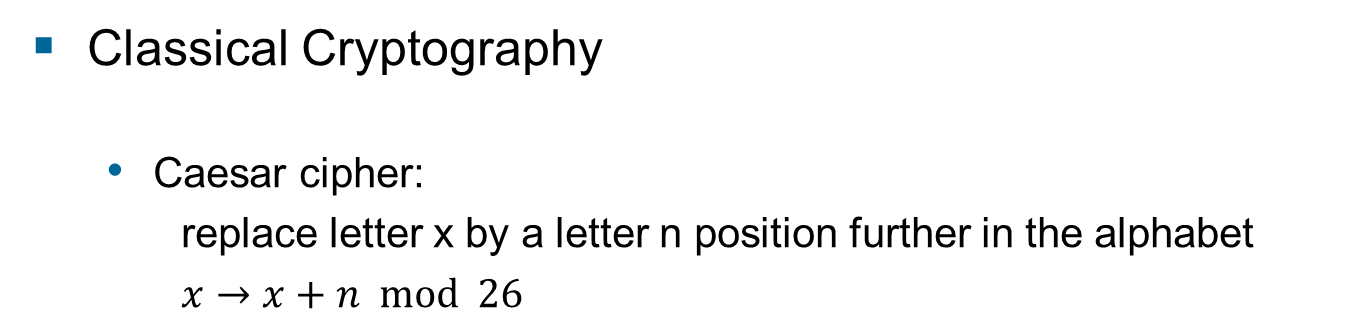 Classical Cryptography
Caesar cipher:
replace letter x by a letter n position further in the alphabet
𝑥 → 𝑥 + 𝑛 mod 26